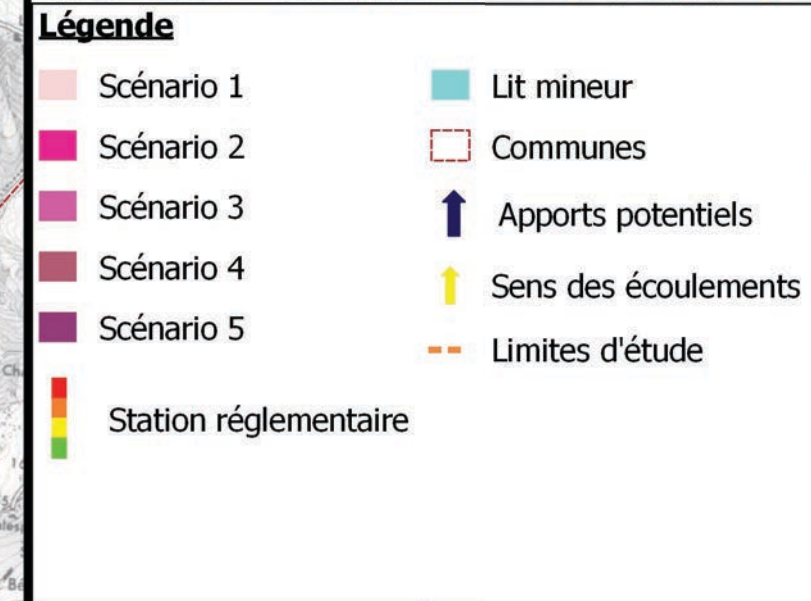 Légende
Scénario 1
Scénario 2
Scénario 3
Scénario 4
Scénario 5
Station réglementaire
Lit mineur
Communes
Apports potentiels
Sens des écoulements
Limites d'étude